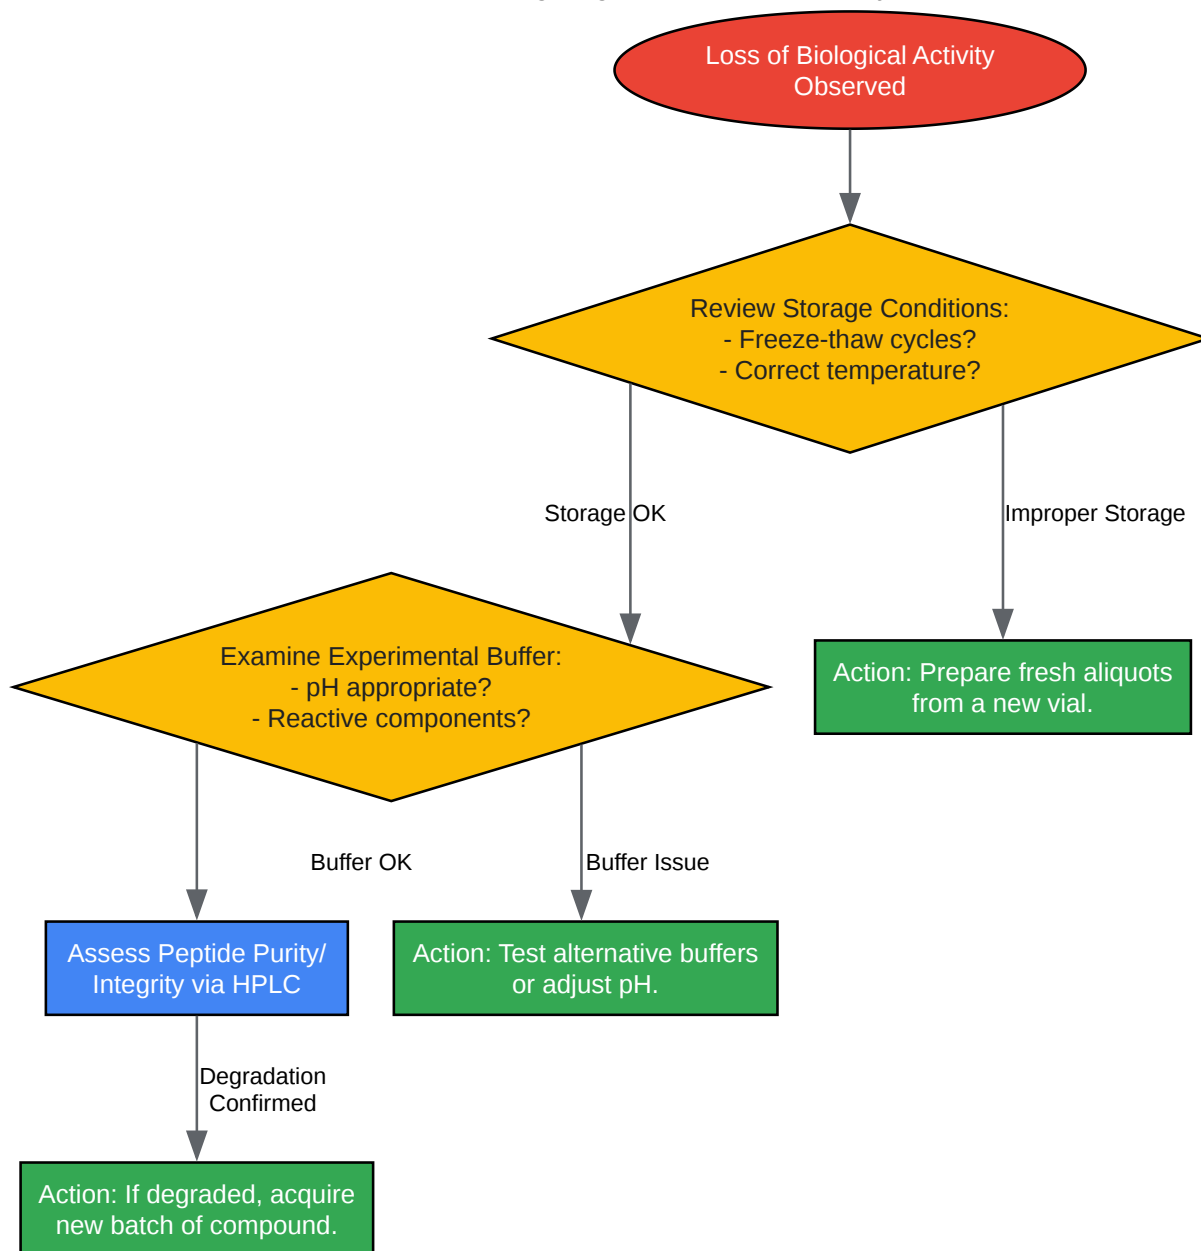 Loss of Biological Activity
Observed
Review Storage Conditions:
- Freeze-thaw cycles?
- Correct temperature?
Storage OK
Improper Storage
Examine Experimental Buffer:
- pH appropriate?
- Reactive components?
Action: Prepare fresh aliquots
from a new vial.
Buffer OK
Buffer Issue
Assess Peptide Purity/
Integrity via HPLC
Action: Test alternative buffers
or adjust pH.
Degradation
Confirmed
Action: If degraded, acquire
new batch of compound.